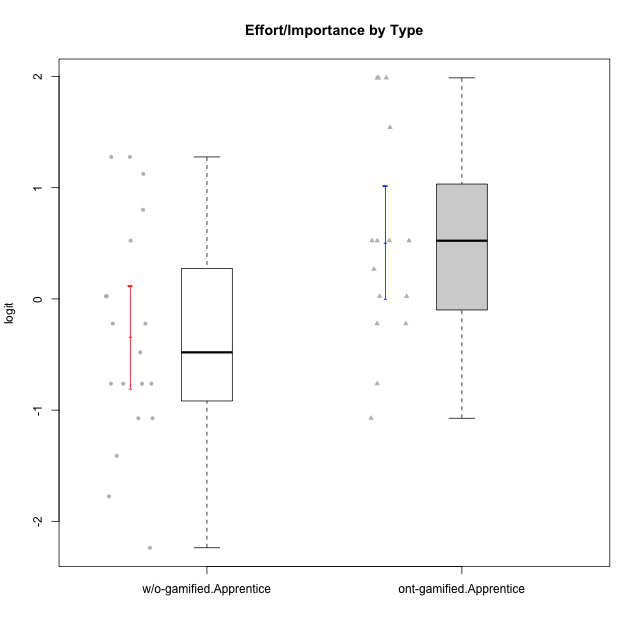 Effort/Importance by Type
logit
2
1
0
-1
-2
w/o-gamified.Apprentice
ont-gamified.Apprentice